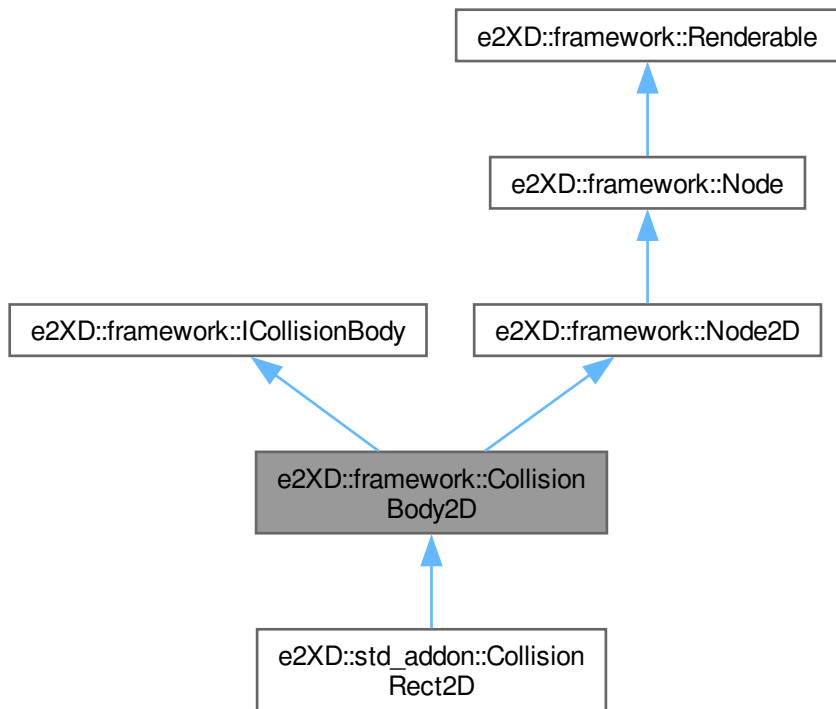 e2XD::framework::Renderable
e2XD::framework::Node
e2XD::framework::ICollisionBody
e2XD::framework::Node2D
e2XD::framework::Collision
Body2D
e2XD::std_addon::Collision
Rect2D